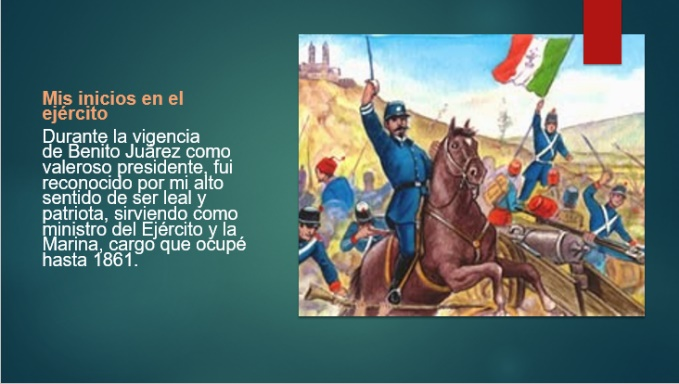 Mis inicios en el
ejército
Durante la vigencia
de Benito Juárez como
valeroso presidente, fui
reconocido por mi alto
sentido de ser leal y
patriota, sirviendo como
ministro del Ejército y la
Marina, cargo que ocupé
hasta 1861.